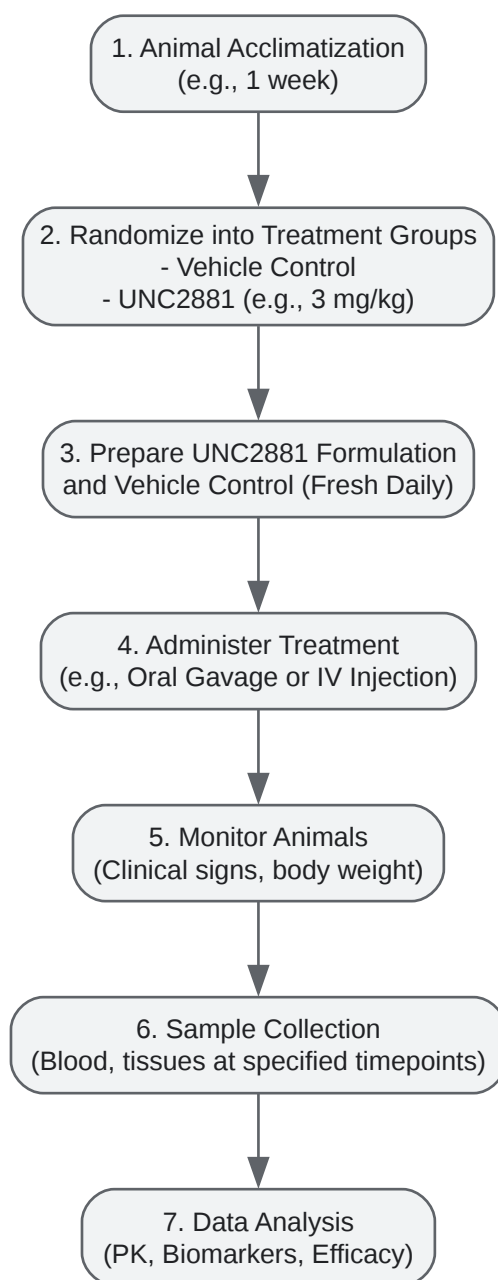 1. Animal Acclimatization
(e.g., 1 week)
2. Randomize into Treatment Groups
- Vehicle Control
- UNC2881 (e.g., 3 mg/kg)
3. Prepare UNC2881 Formulation
and Vehicle Control (Fresh Daily)
4. Administer Treatment
(e.g., Oral Gavage or IV Injection)
5. Monitor Animals
(Clinical signs, body weight)
6. Sample Collection
(Blood, tissues at specified timepoints)
7. Data Analysis
(PK, Biomarkers, Efficacy)